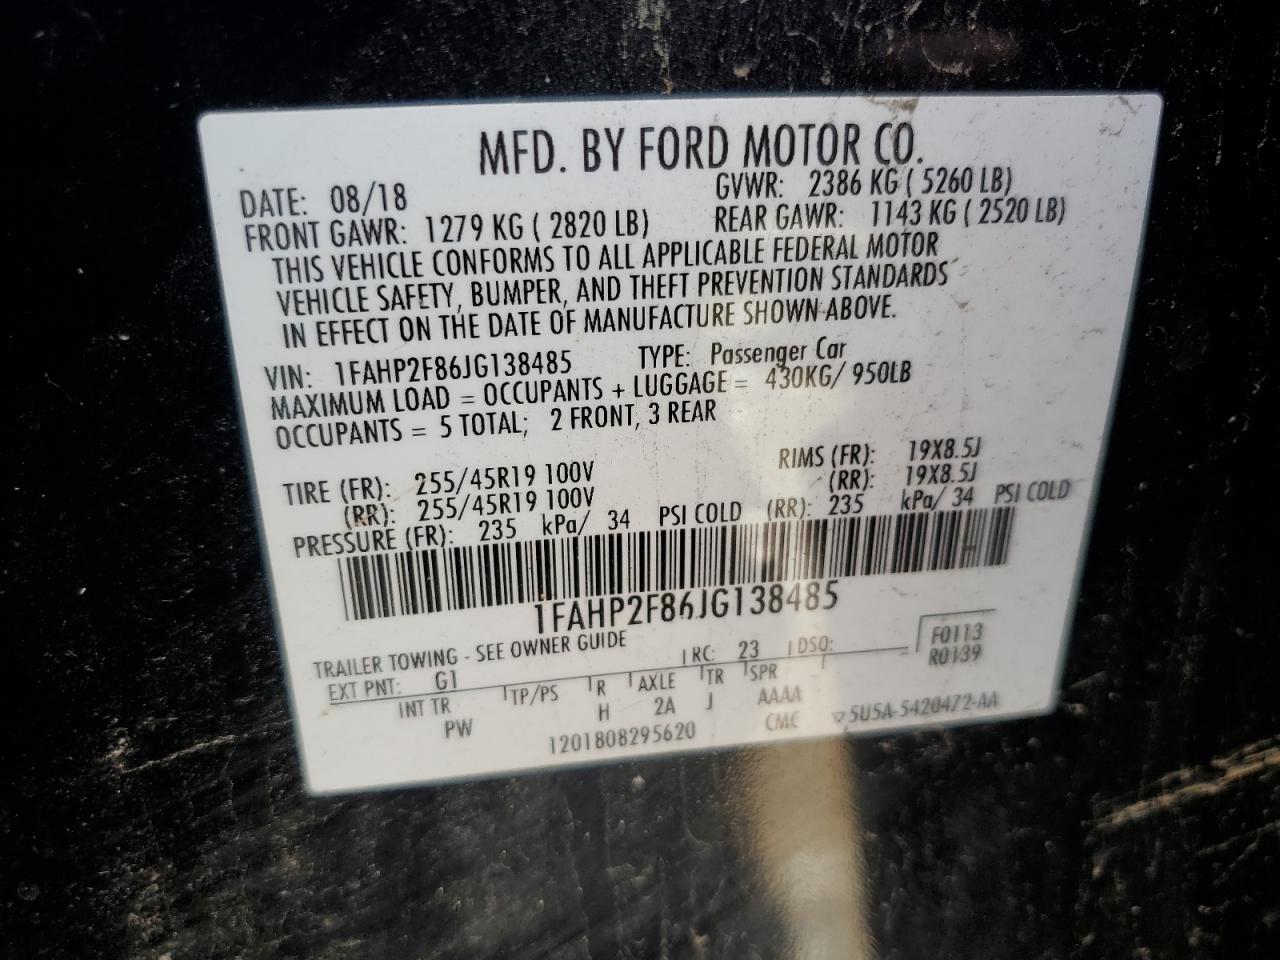 MFD. BY FORD MOTOR CO.
DATE: 08/18 GVWR: 2386 KG ( 5260 LB)
FRONT GAWR: 1279 KG ( 2820 LB) REAR GAWR: 1143 KG ( 2520 LB)
THIS VEHICLE CONFORMS TO ALL APPLICABLE FEDERAL MOTOR
VEHICLE SAFETY, BUMPER, AND THEFT PREVENTION STANDARDS
IN EFFECT ON THE DATE OF MANUFACTURE SHOWN ABOVE.
VIN: 1FAHP2F86JG138485 TYPE: Passenger Car
MAXIMUM LOAD = OCCUPANTS + LUGGAGE = 430KG/ 950LB
OCCUPANTS = 5 TOTAL; 2 FRONT, 3 REAR
TIRE (FR): 255/45R19 100V RIMS (FR): 19X8.5J
(RR): 255/45R19 100V (RR): 19X8.5J
PRESSURE (FR): 235 kPa/ 34 PSI COLD (RR): 235 kPa/ 34 PSI COLD
1FAHP2F86JG138485
TRAILER TOWING - SEE OWNER GUIDE
EXT PNT: G1 RC: 23 DSO: F0113
R0139
INT TR TP/PS R AXLE TR SPR
PW H 2A J AAAA
1201808295620 CMC ▽5U5A-5420472-AA